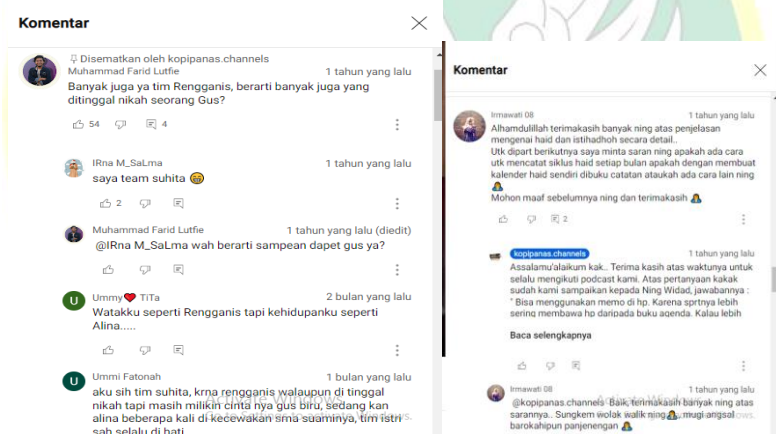 Komentar
Disematkan oleh kopipanas.channels
Muhammad Farid Lutfie 1 tahun yang lalu
Banyak juga ya tim Rengganis, berarti banyak juga yang
ditinggal nikah seorang Gus?
54 4
IRna M_SaLma 1 tahun yang lalu
saya team suhita
2
Muhammad Farid Lutfie 1 tahun yang lalu (diedit)
@IRna M_SaLma wah berarti sampean dapet gus ya?
U
Ummy TiTa 2 bulan yang lalu
Watakku seperti Rengganis tapi kehidupanku seperti
Alina.....
U
Ummi Fatonah 1 bulan yang lalu
aku sih tim suhita, krna rengganis walaupun di tinggal
nikah tapi masih milikin cinta nya gus biru, sedang kan
alina beberapa kali di kecewakan sma suaminya, tim istri
sah selalu di hati
Activate Windows
Komentar
Irmawati 08 1 tahun yang lalu
Alhamdulillah terimakasih banyak ning atas penjelasan
mengenai haid dan istihadhoh secara detail..
Utk dipart berikutnya saya minta saran ning apakah ada cara
utk mencatat siklus haid setiap bulan apakah dengan membuat
kalender haid sendiri dibuku catatan ataukah ada cara lain ning
Mohon maaf sebelumnya ning dan terimakasih
2
kopipanas.channels 1 tahun yang lalu
Assalamu'alaikum kak.. Terima kasih atas waktunya untuk
selalu mengikuti podcast kami. Atas pertanyaan kakak
sudah kami sampaikan kepada Ning Widad, jawabannya :
" Bisa menggunakan memo di hp. Karena sprtnya lebih
sering membawa hp daripada buku agenda. Kalau lebih
Baca selengkapnya
Irmawati 08 1 tahun yang lalu
@kopipanas.channels Baik, terimakasih banyak ning atas
sarannya.. Sungkem wolak walik ning mugi angsal
barokahipun panjenengan
Activate Windows